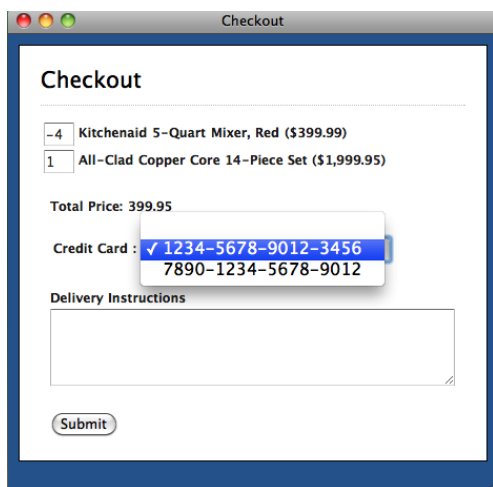 Checkout
Checkout
-4 Kitchenaid 5-Quart Mixer, Red ($399.99)
1 All-Clad Copper Core 14-Piece Set ($1,999.95)
Total Price: 399.95
Credit Card : ✓ 1234-5678-9012-3456
7890-1234-5678-9012
Delivery Instructions
Submit